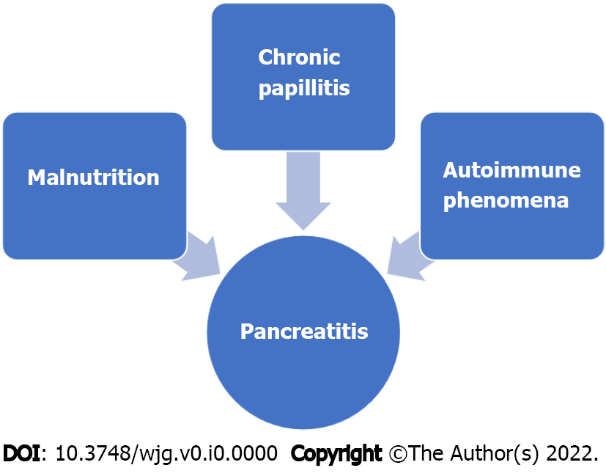 Chronic
papillitis
Malnutrition
Autoimmune
phenomena
Pancreatitis
DOI: 10.3748/wjg.v0.i0.0000 Copyright ©The Author(s) 2022.